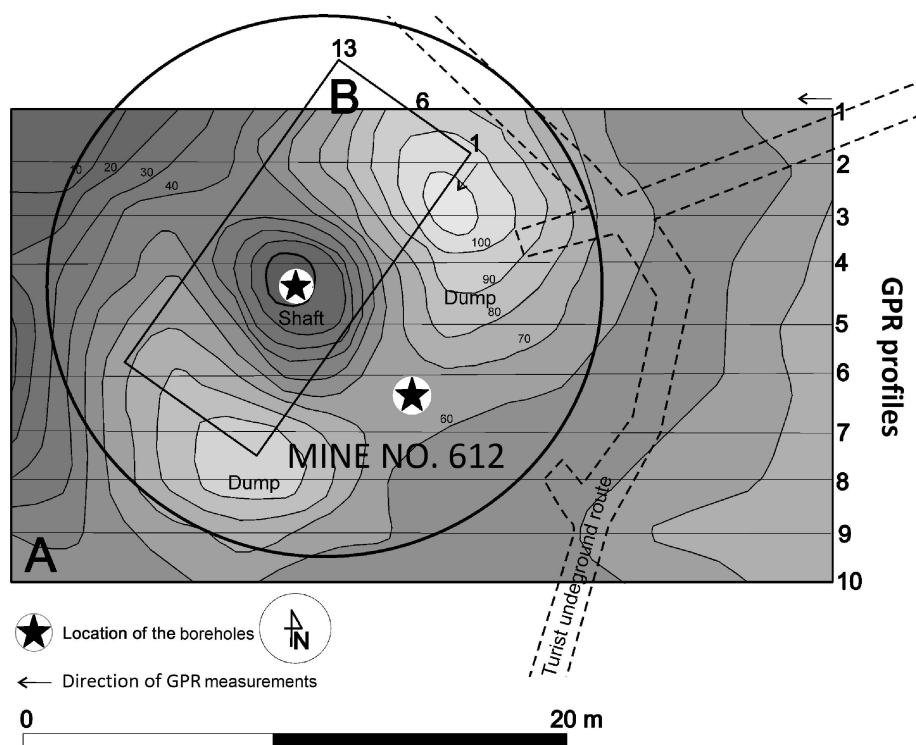 13
B
6
1
1
10
20
30
40
2
3
100
4
90
Dump
80
Shaft
5
70
6
60
7
MINE NO. 612
Dump
8
9
A
10
GPR profiles
Turist undeground route
Location of the boreholes
N
Direction of GPR measurements
0
20 m